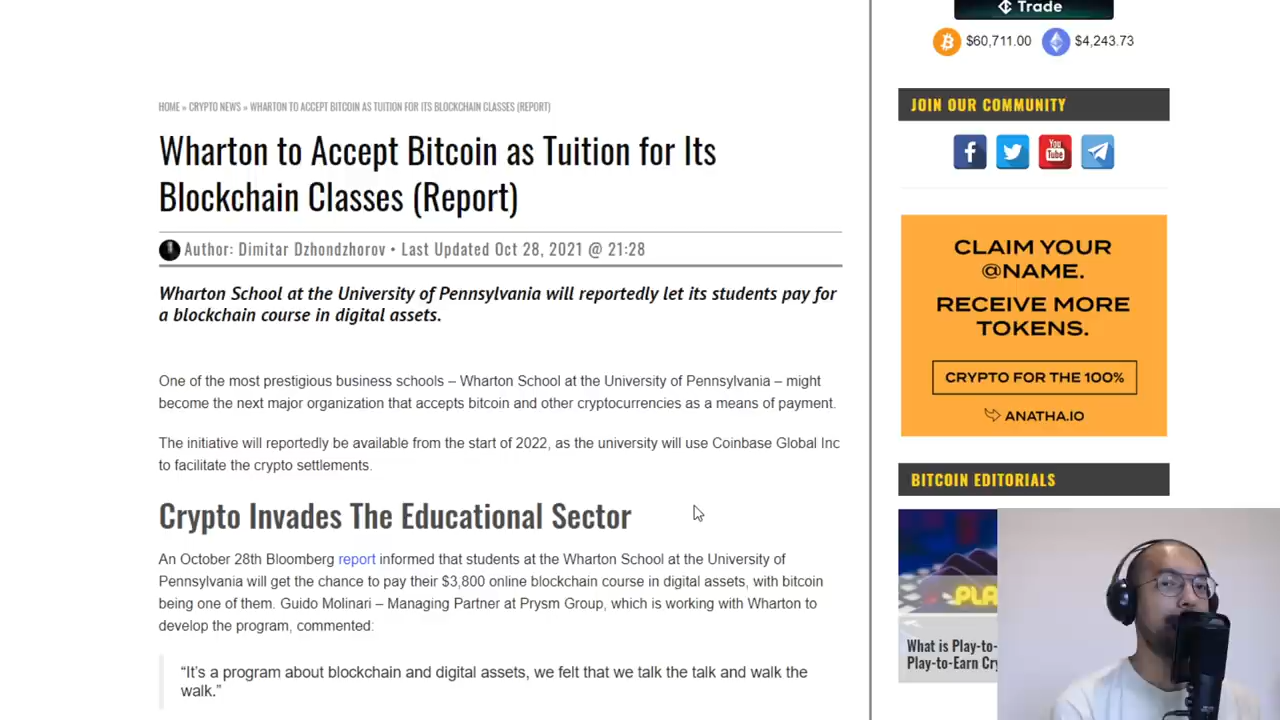 Trade
$60,711.00 $4,243.73
HOME » CRYPTO NEWS » WHARTON TO ACCEPT BITCOIN AS TUITION FOR ITS BLOCKCHAIN CLASSES (REPORT)
Wharton to Accept Bitcoin as Tuition for Its
Blockchain Classes (Report)
Author: Dimitar Dzhondzhorov • Last Updated Oct 28, 2021 @ 21:28
Wharton School at the University of Pennsylvania will reportedly let its students pay for
a blockchain course in digital assets.
One of the most prestigious business schools – Wharton School at the University of Pennsylvania – might
become the next major organization that accepts bitcoin and other cryptocurrencies as a means of payment.
The initiative will reportedly be available from the start of 2022, as the university will use Coinbase Global Inc
to facilitate the crypto settlements.
Crypto Invades The Educational Sector
An October 28th Bloomberg report informed that students at the Wharton School at the University of
Pennsylvania will get the chance to pay their $3,800 online blockchain course in digital assets, with bitcoin
being one of them. Guido Molinari – Managing Partner at Prysm Group, which is working with Wharton to
develop the program, commented:
“It’s a program about blockchain and digital assets, we felt that we talk the talk and walk the
walk.”
JOIN OUR COMMUNITY
You
Tube
CLAIM YOUR
@NAME.
RECEIVE MORE
TOKENS.
CRYPTO FOR THE 100%
ANATHA.IO
BITCOIN EDITORIALS
PLA
What is Play-to-
Play-to-Earn Cry